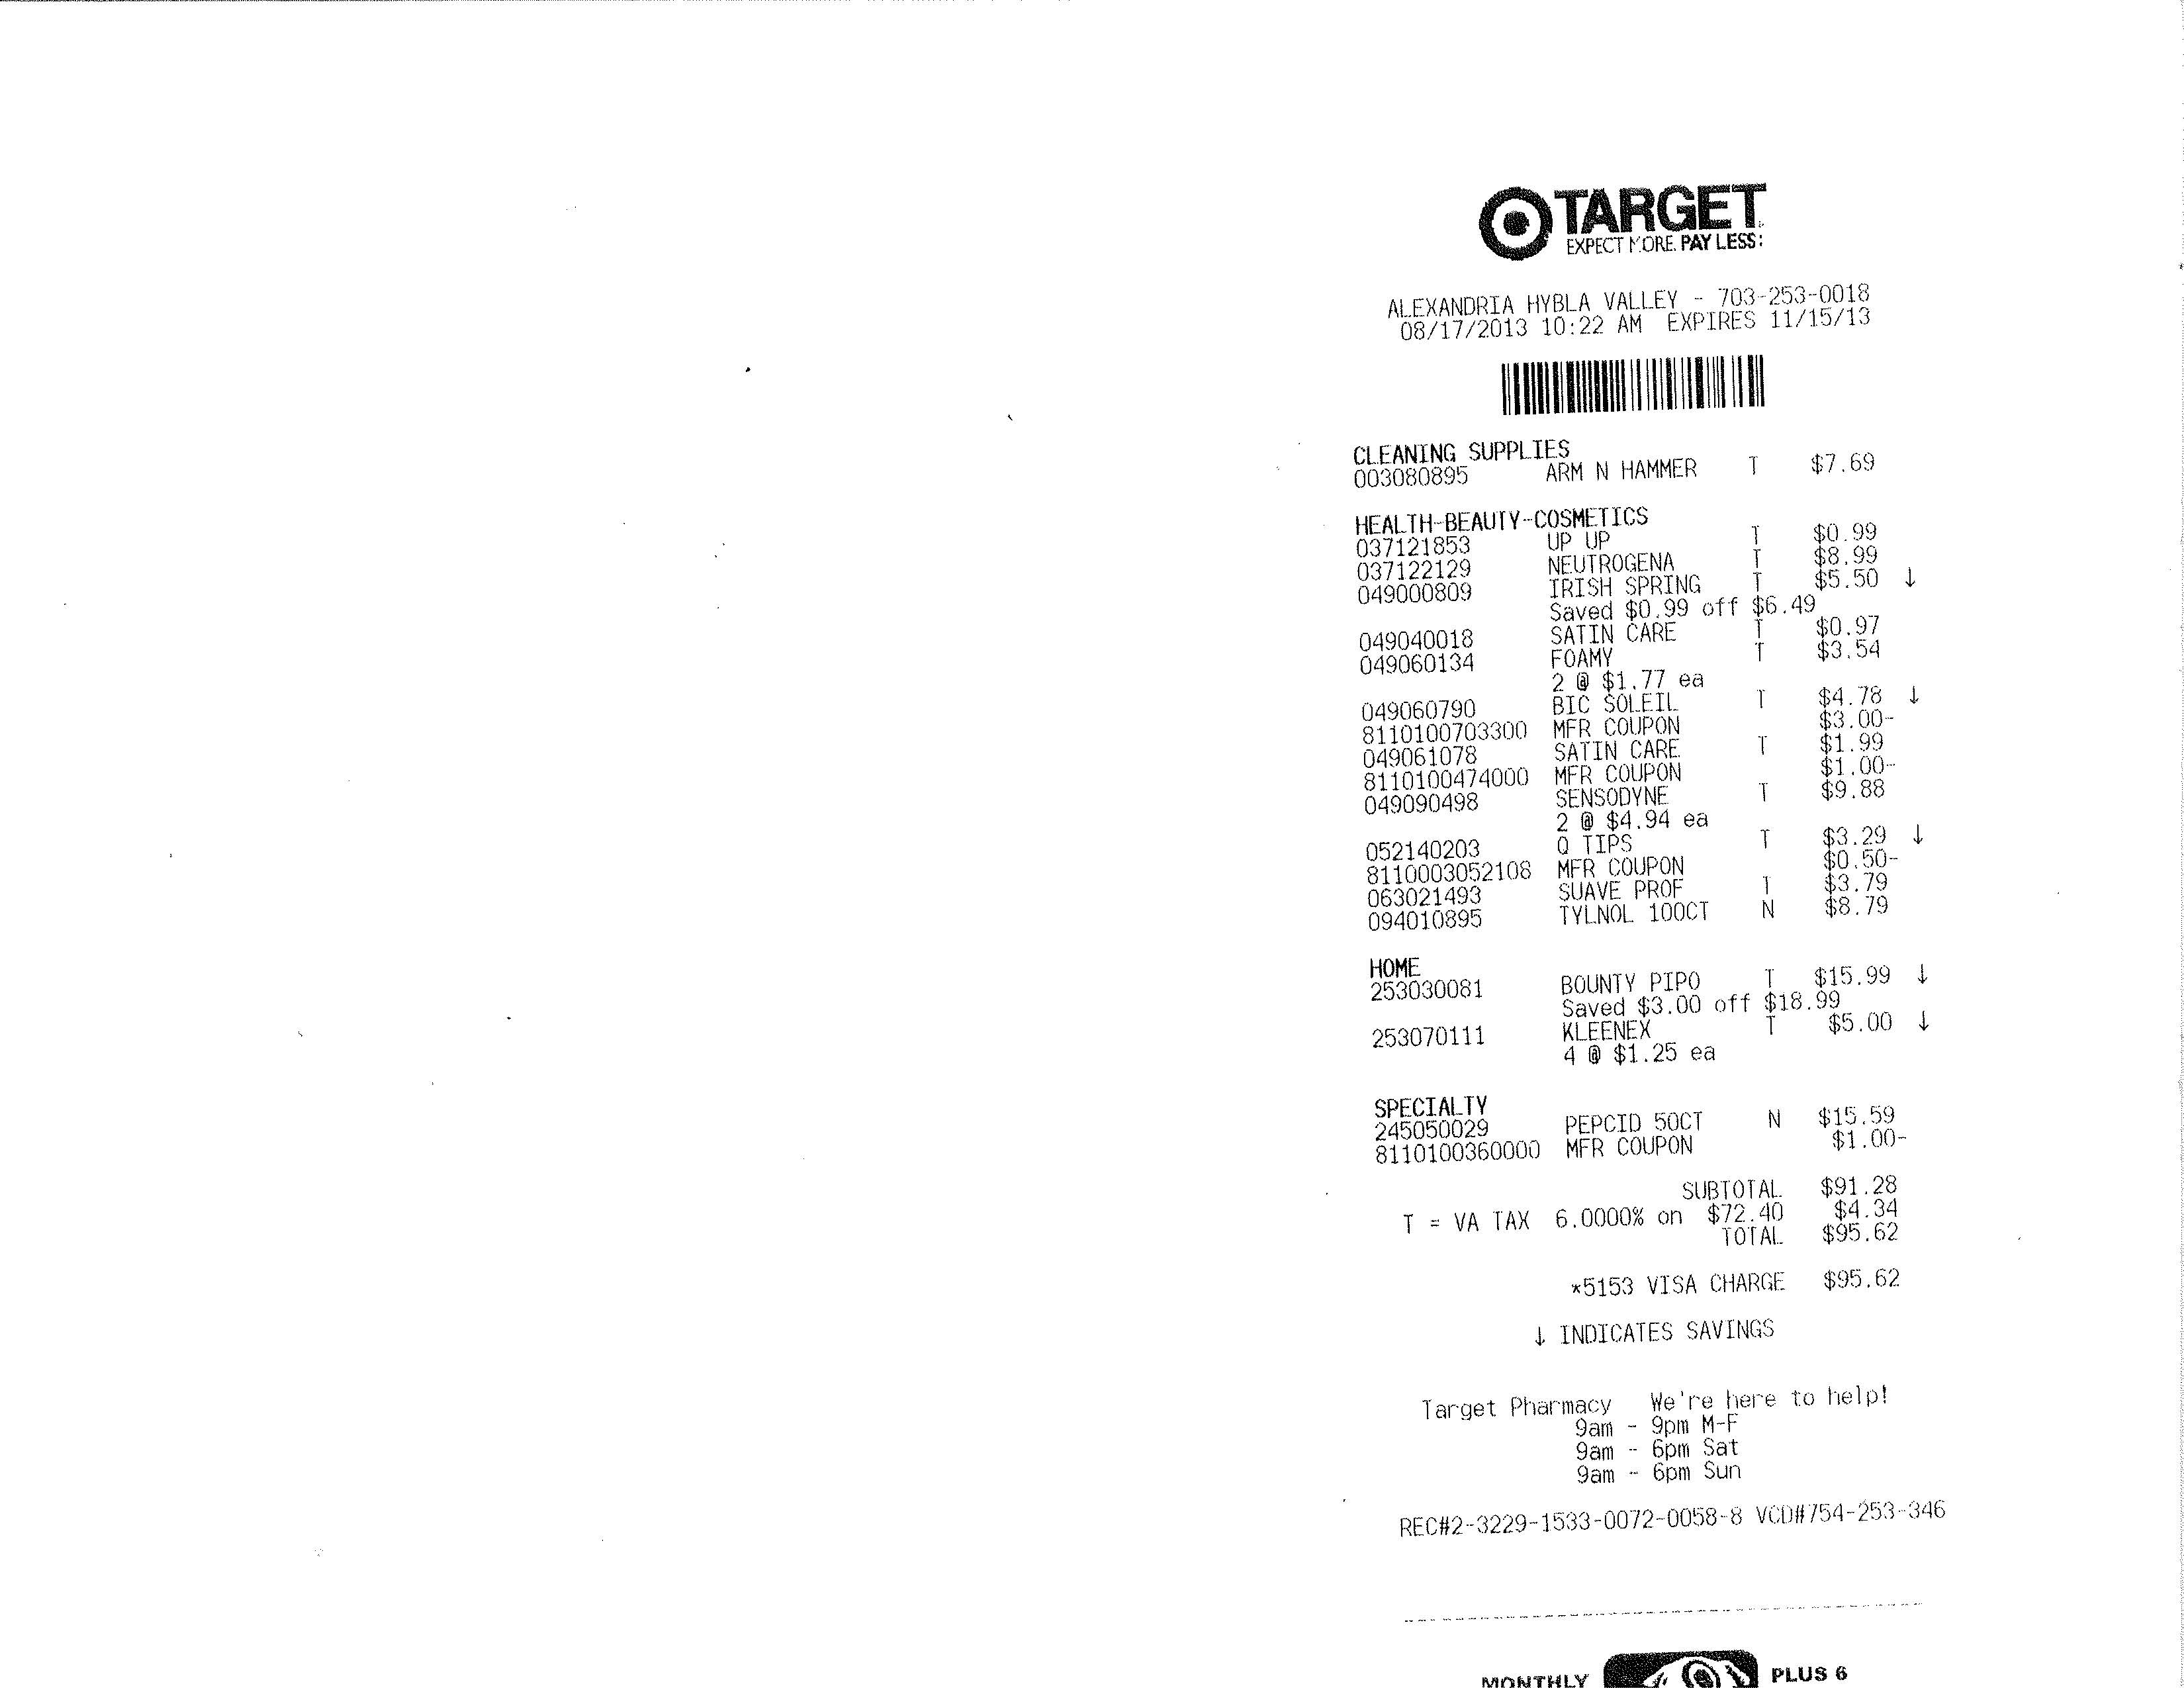 TARGET
EXPECT MORE. PAY LESS.
ALEXANDRIA HYBLA VALLEY - 703-253-0018
08/17/2013 10:22 AM EXPIRES 11/15/13
CLEANING SUPPLIES
003080895 ARM N HAMMER T $7.69
HEALTH-BEAUTY-COSMETICS
037121853 UP UP T $0.99
037122129 NEUTROGENA T $8.99
049000809 IRISH SPRING T $5.50 ↓
Saved $0.99 off $6.49
049040018 SATIN CARE T $0.97
049060134 FOAMY T $3.54
2 @ $1.77 ea
049060790 BIC SOLEIL T $4.78 ↓
8110100703300 MFR COUPON $3.00-
049061078 SATIN CARE T $1.99
8110100474000 MFR COUPON $1.00-
049090498 SENSODYNE T $9.88
2 @ $4.94 ea
052140203 Q TIPS T $3.29 ↓
8110003052108 MFR COUPON $0.50-
063021493 SUAVE PROF T $3.79
094010895 TYLNOL 100CT N $8.79
HOME
253030081 BOUNTY PIPO T $15.99 ↓
Saved $3.00 off $18.99
253070111 KLEENEX T $5.00 ↓
4 @ $1.25 ea
SPECIALTY
245050029 PEPCID 50CT N $15.59
8110100360000 MFR COUPON $1.00-
SUBTOTAL $91.28
T = VA TAX 6.0000% on $72.40 $4.34
TOTAL $95.62
*5153 VISA CHARGE $95.62
↓ INDICATES SAVINGS
Target Pharmacy We're here to help!
9am - 9pm M-F
9am - 6pm Sat
9am - 6pm Sun
REC#2-3229-1533-0072-0058-8 VCD#754-253-346
MONTHLY PLUS 6